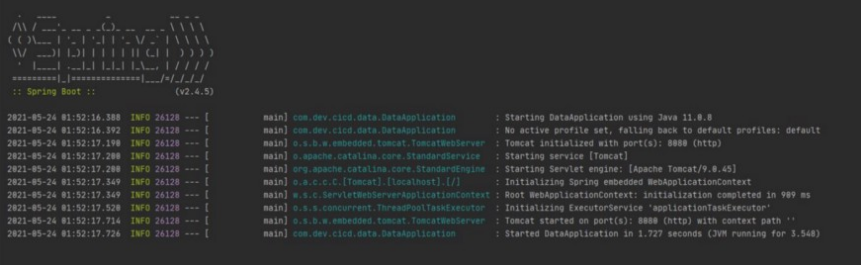 :: Spring Boot :: (v2.4.5)
2021-05-24 01:52:16.388 INFO 26128 --- [ main] com.dev.cicd.data.DataApplication : Starting DataApplication using Java 11.0.8
2021-05-24 01:52:16.392 INFO 26128 --- [ main] com.dev.cicd.data.DataApplication : No active profile set, falling back to default profiles: default
2021-05-24 01:52:17.190 INFO 26128 --- [ main] o.s.b.w.embedded.tomcat.TomcatWebServer : Tomcat initialized with port(s): 8080 (http)
2021-05-24 01:52:17.200 INFO 26128 --- [ main] o.apache.catalina.core.StandardService : Starting service [Tomcat]
2021-05-24 01:52:17.200 INFO 26128 --- [ main] org.apache.catalina.core.StandardEngine : Starting Servlet engine: [Apache Tomcat/9.0.45]
2021-05-24 01:52:17.349 INFO 26128 --- [ main] o.a.c.c.C.[Tomcat].[localhost].[/] : Initializing Spring embedded WebApplicationContext
2021-05-24 01:52:17.349 INFO 26128 --- [ main] w.s.c.ServletWebServerApplicationContext : Root WebApplicationContext: initialization completed in 909 ms
2021-05-24 01:52:17.520 INFO 26128 --- [ main] o.s.s.concurrent.ThreadPoolTaskExecutor : Initializing ExecutorService 'applicationTaskExecutor'
2021-05-24 01:52:17.714 INFO 26128 --- [ main] o.s.b.w.embedded.tomcat.TomcatWebServer : Tomcat started on port(s): 8080 (http) with context path ''
2021-05-24 01:52:17.726 INFO 26128 --- [ main] com.dev.cicd.data.DataApplication : Started DataApplication in 1.727 seconds (JVM running for 3.548)